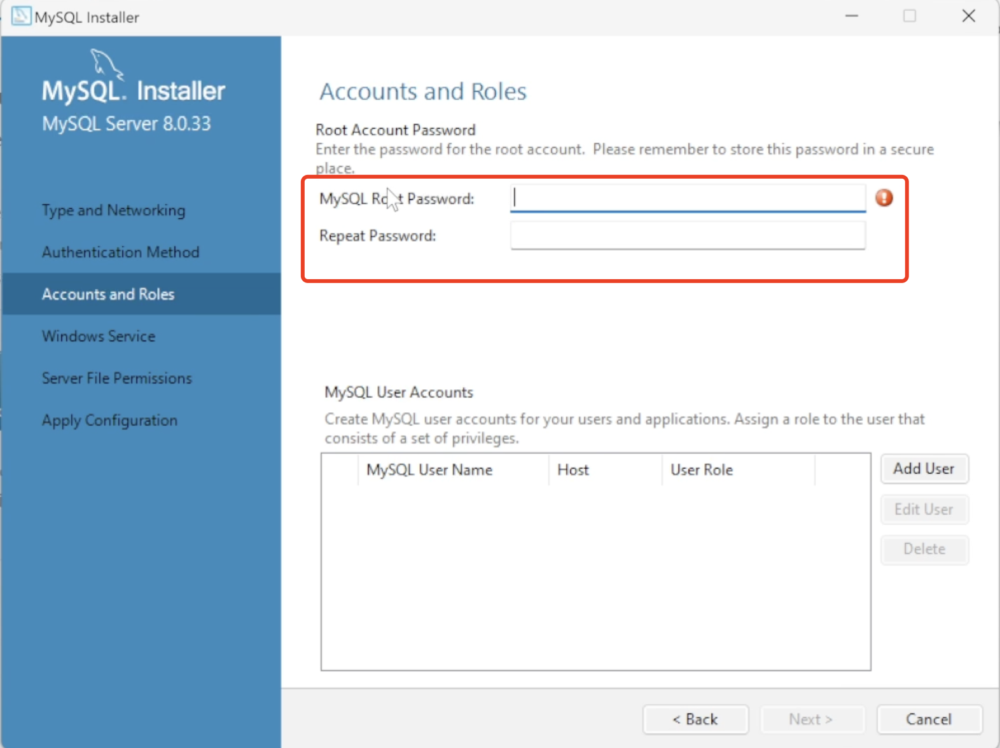 MySQL Installer
MySQL. Installer
MySQL Server 8.0.33
Type and Networking
Authentication Method
Accounts and Roles
Windows Service
Server File Permissions
Apply Configuration
Accounts and Roles
Root Account Password
Enter the password for the root account.  Please remember to store this password in a secure
place.
MySQL Root Password:
Repeat Password:
MySQL User Accounts
Create MySQL user accounts for your users and applications. Assign a role to the user that
consists of a set of privileges.
MySQL User Name Host User Role
Add User
Edit User
Delete
< Back Next > Cancel